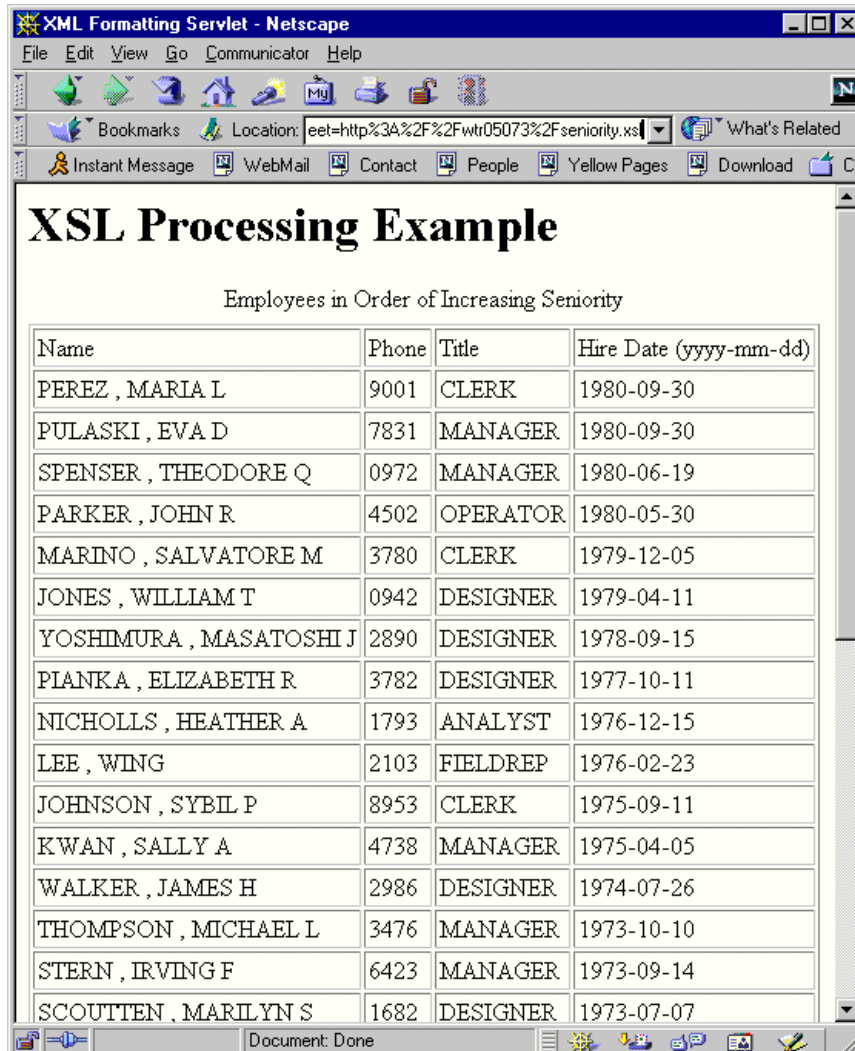 XML Formatting Servlet - Netscape
File Edit View Go Communicator Help
My N
Bookmarks Location: eet=http%3A%2F%2Fwtr05073%2Fseniority.xsl What's Related
Instant Message WebMail Contact People Yellow Pages Download C
XSL Processing Example
Employees in Order of Increasing Seniority
Name Phone Title Hire Date (yyyy-mm-dd)
PEREZ , MARIA L 9001 CLERK 1980-09-30
PULASKI , EVA D 7831 MANAGER 1980-09-30
SPENSER , THEODORE Q 0972 MANAGER 1980-06-19
PARKER , JOHN R 4502 OPERATOR 1980-05-30
MARINO , SALVATORE M 3780 CLERK 1979-12-05
JONES , WILLIAM T 0942 DESIGNER 1979-04-11
YOSHIMURA , MASATOSHI J 2890 DESIGNER 1978-09-15
PIANKA , ELIZABETH R 3782 DESIGNER 1977-10-11
NICHOLLS , HEATHER A 1793 ANALYST 1976-12-15
LEE , WING 2103 FIELDREP 1976-02-23
JOHNSON , SYBIL P 8953 CLERK 1975-09-11
KWAN , SALLY A 4738 MANAGER 1975-04-05
WALKER , JAMES H 2986 DESIGNER 1974-07-26
THOMPSON , MICHAEL L 3476 MANAGER 1973-10-10
STERN , IRVING F 6423 MANAGER 1973-09-14
SCOUTTEN , MARILYN S 1682 DESIGNER 1973-07-07
Document: Done